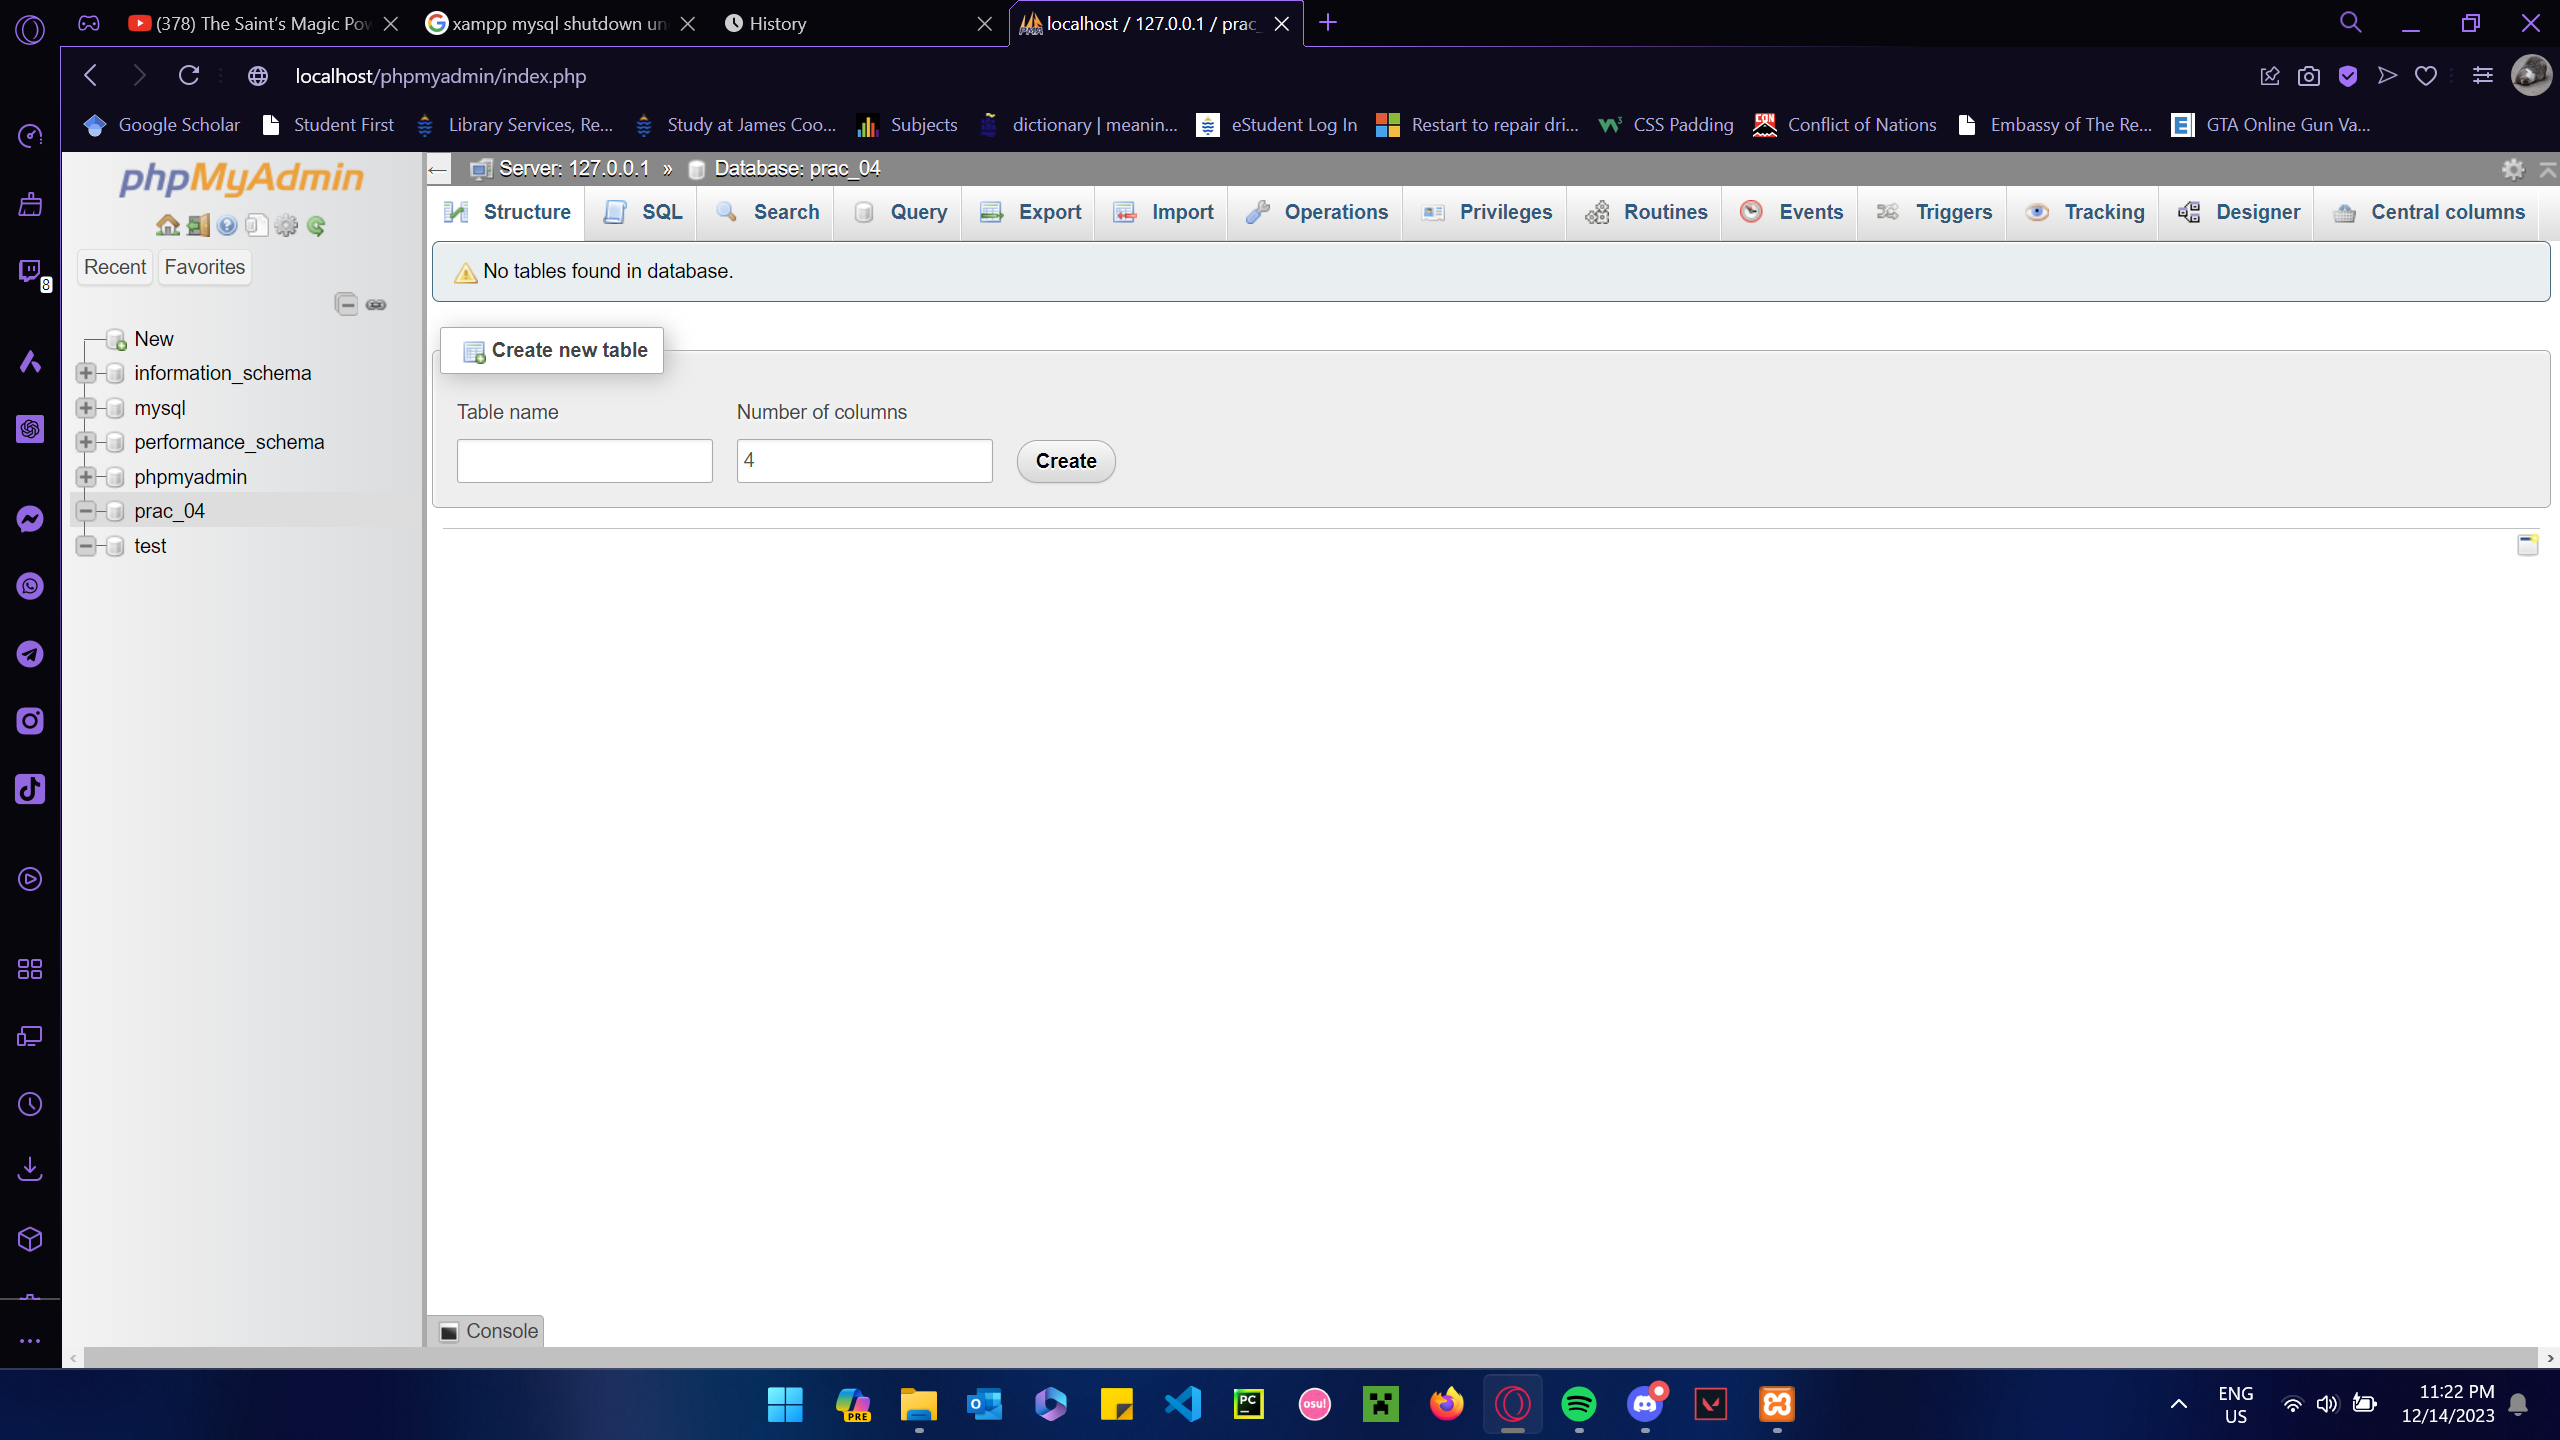 (378) The Saint's Magic Pow
xampp mysql shutdown un
History
localhost / 127.0.0.1 / prac_
localhost/phpmyadmin/index.php
Google Scholar
Student First
Library Services, Re...
Study at James Coo...
Subjects
dictionary | meanin...
eStudent Log In
Restart to repair dri...
CSS Padding
Conflict of Nations
Embassy of The Re...
GTA Online Gun Va...
8
phpMyAdmin
Recent
Favorites
New
information_schema
mysql
performance_schema
phpmyadmin
prac_04
test
Server: 127.0.0.1 »
Database: prac_04
Structure
SQL
Search
Query
Export
Import
Operations
Privileges
Routines
Events
Triggers
Tracking
Designer
Central columns
No tables found in database.
Create new table
Table name
Number of columns
4
Create
Console
PRE
PC
osu!
ENG
US
11:22 PM
12/14/2023